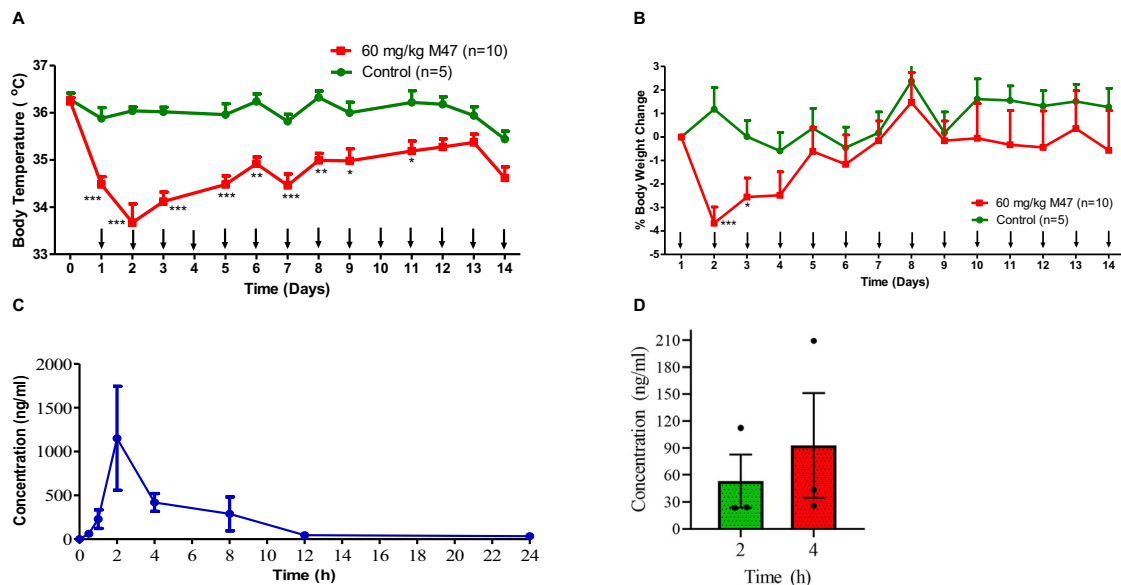 A
60 mg/kg M47 (n=10)
Control (n=5)
Body Temperature ( °C)
37
36
35
34
33
***
***
***
***
**
***
**
*
*
0 1 2 3 4 5 6 7 8 9 10 11 12 13 14
Time (Days)
B
% Body Weight Change
3
2
1
0
-1
-2
-3
-4
-5
***
*
60 mg/kg M47 (n=10)
Control (n=5)
1 2 3 4 5 6 7 8 9 10 11 12 13 14
Time (Days)
C
Concentration (ng/ml)
2000
1500
1000
500
0
0 2 4 6 8 10 12 14 16 18 20 22 24
Time (h)
D
Concentration (ng/ml)
210
180
150
120
90
60
30
0
2 4
Time (h)